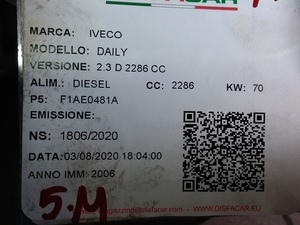 MARCA: IVECO
MODELLO: DAILY
VERSIONE: 2.3 D 2286 CC
ALIM.: DIESEL CC: 2286 KW: 70
P5: F1AE0481A
EMISSIONE:
NS: 1806/2020
DATA:03/08/2020 18:04:00
ANNO IMM: 2006
5.M
WWW.DISFACAR.EU